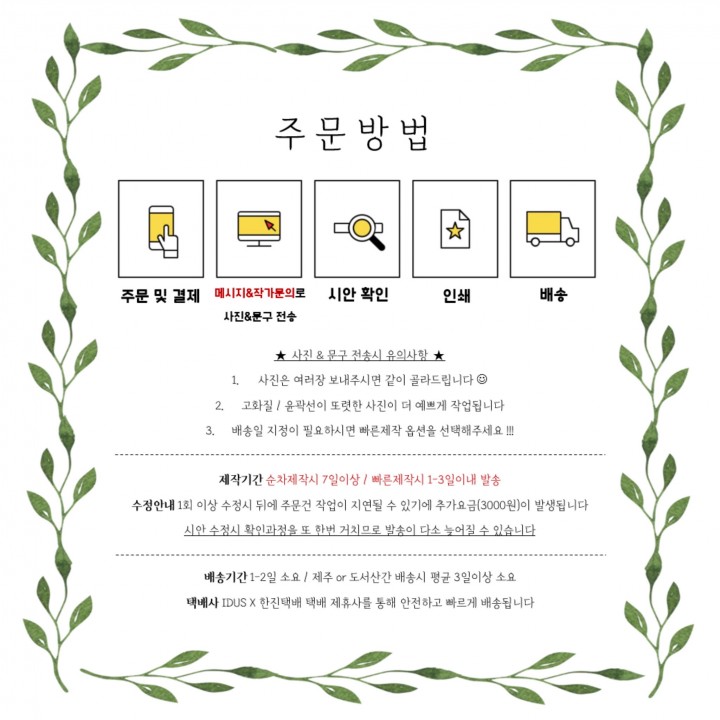 주문방법
주문 및 결제
메시지&작가문의로
사진&문구 전송
시안 확인
인쇄
배송
★ 사진 & 문구 전송시 유의사항 ★
1. 사진은 여러장 보내주시면 같이 골라드립니다 ☺
2. 고화질 / 윤곽선이 또렷한 사진이 더 예쁘게 작업됩니다
3. 배송일 지정이 필요하시면 빠른제작 옵션을 선택해주세요 !!!
제작기간 순차제작시 7일이상 / 빠른제작시 1-3일이내 발송
수정안내 1회 이상 수정시 뒤에 주문건 작업이 지연될 수 있기에 추가요금(3000원)이 발생됩니다
시안 수정시 확인과정을 또 한번 거치므로 발송이 다소 늦어질 수 있습니다
배송기간 1-2일 소요 / 제주 or 도서산간 배송시 평균 3일이상 소요
택배사 IDUS X 한진택배 택배 제휴사를 통해 안전하고 빠르게 배송됩니다